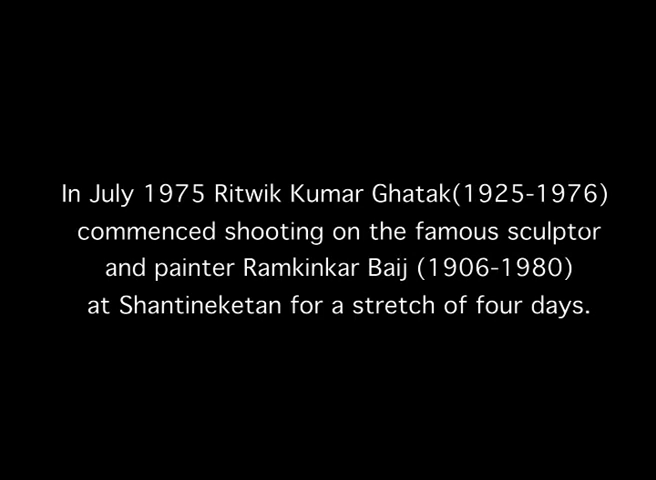 In July 1975 Ritwik Kumar Ghatak(1925-1976)
commenced shooting on the famous sculptor
and painter Ramkinkar Baij (1906-1980)
at Shantineketan for a stretch of four days.